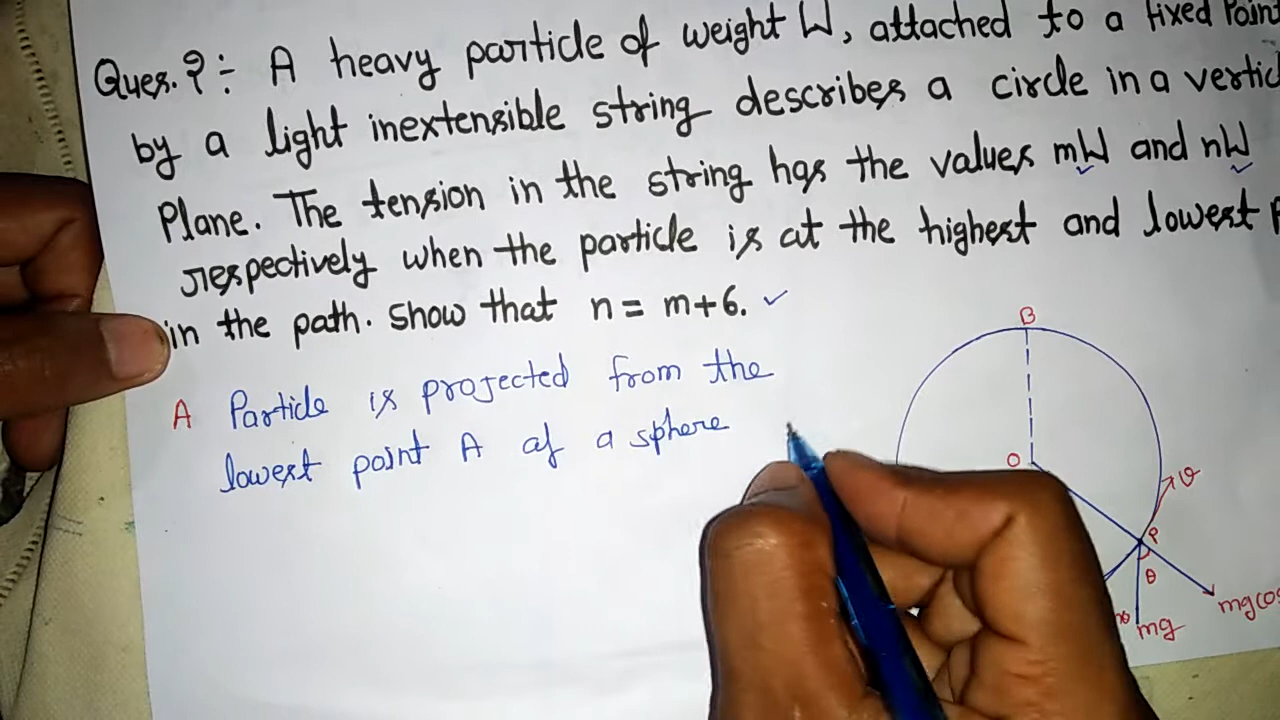 Ques. ? :- A heavy particle of weight W, attached to a fixed Point
by a light inextensible string describes a circle in a vertic
Plane. The tension in the string has the values mW and nW
respectively when the particle is at the highest and lowest P
in the path. Show that n = m+6.
A Particle is projected from the
lowest point A of a sphere
B
O
v
P
θ
mg cos
mg